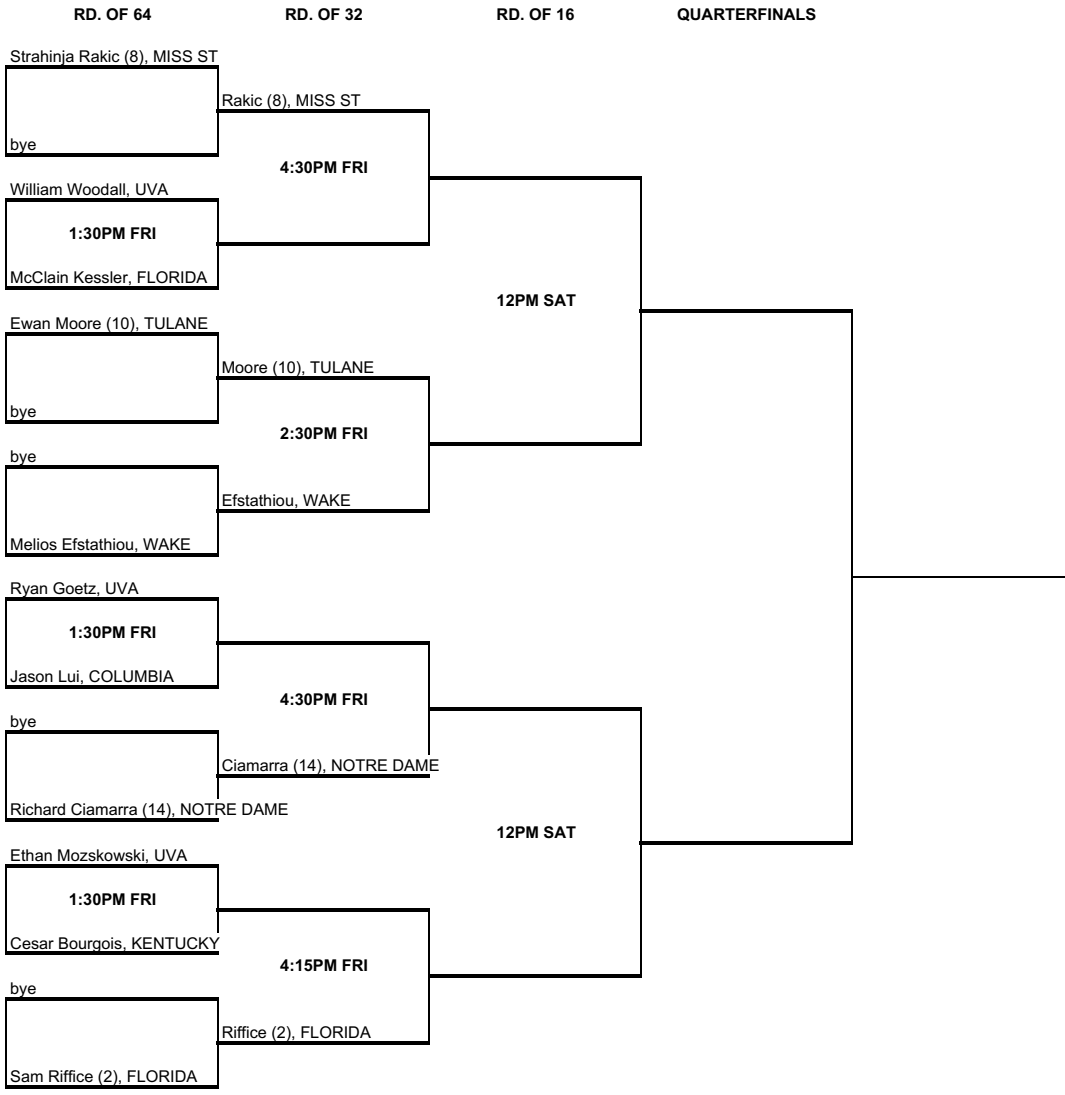 RD. OF 64 RD. OF 32 RD. OF 16 QUARTERFINALS
Strahinja Rakic (8), MISS ST
Rakic (8), MISS ST
bye
4:30PM FRI
William Woodall, UVA
1:30PM FRI
McClain Kessler, FLORIDA
12PM SAT
Ewan Moore (10), TULANE
Moore (10), TULANE
bye
2:30PM FRI
bye
Efstathiou, WAKE
Melios Efstathiou, WAKE
Ryan Goetz, UVA
1:30PM FRI
Jason Lui, COLUMBIA
4:30PM FRI
bye
Ciamarra (14), NOTRE DAME
Richard Ciamarra (14), NOTRE DAME
12PM SAT
Ethan Mozskowski, UVA
1:30PM FRI
Cesar Bourgois, KENTUCKY
4:15PM FRI
bye
Riffice (2), FLORIDA
Sam Riffice (2), FLORIDA